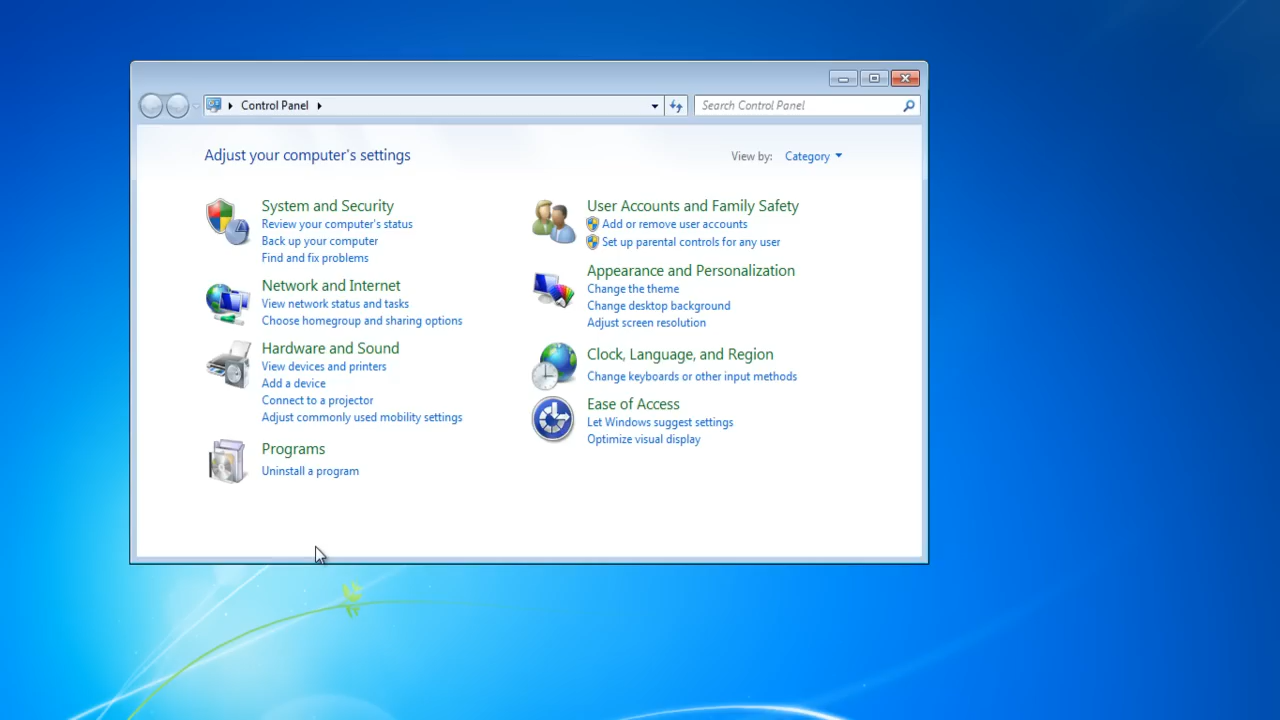 Control Panel
Search Control Panel
Adjust your computer's settings
View by: Category
System and Security
Review your computer's status
Back up your computer
Find and fix problems
Network and Internet
View network status and tasks
Choose homegroup and sharing options
Hardware and Sound
View devices and printers
Add a device
Connect to a projector
Adjust commonly used mobility settings
Programs
Uninstall a program
User Accounts and Family Safety
Add or remove user accounts
Set up parental controls for any user
Appearance and Personalization
Change the theme
Change desktop background
Adjust screen resolution
Clock, Language, and Region
Change keyboards or other input methods
Ease of Access
Let Windows suggest settings
Optimize visual display